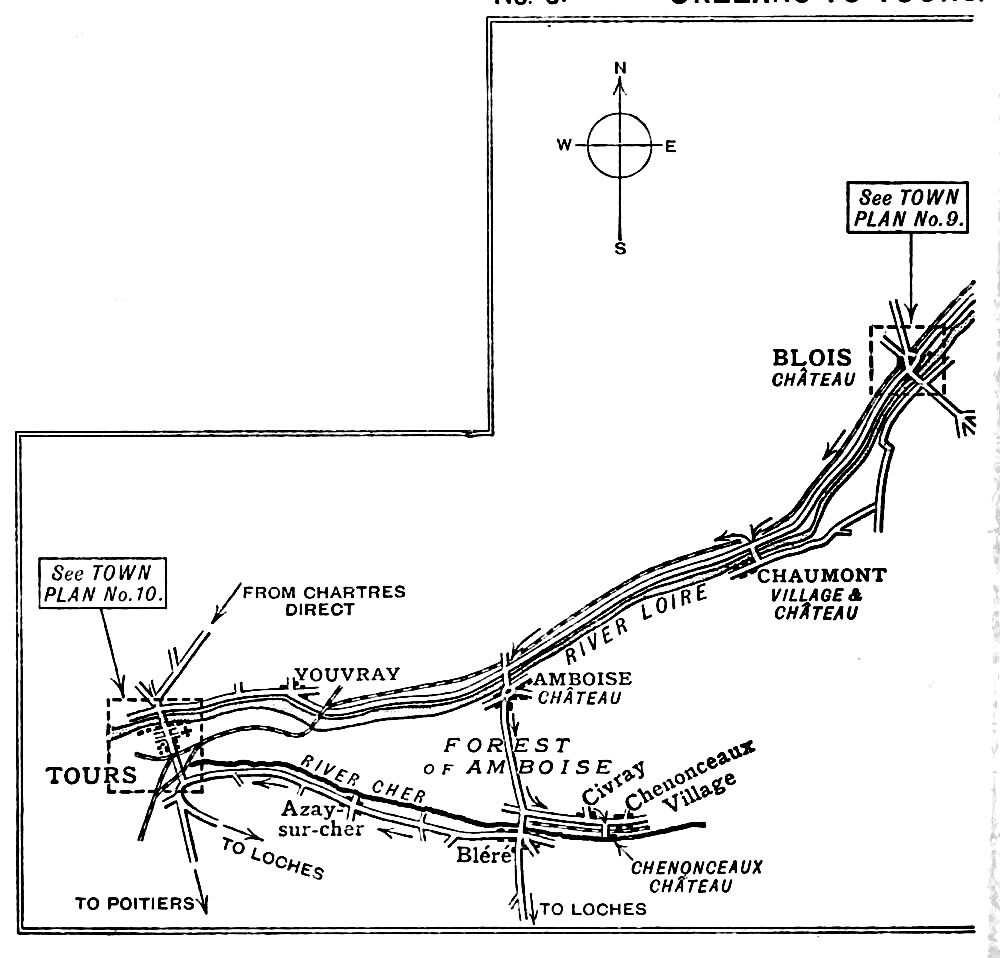 N
W
E
S
See TOWN
PLAN No. 9.
BLOIS
CHÂTEAU
See TOWN
PLAN No. 10.
FROM CHARTRES
DIRECT
CHAUMONT
VILLAGE &
CHÂTEAU
RIVER LOIRE
VOUVRAY
AMBOISE
CHÂTEAU
FOREST
OF AMBOISE
TOURS
RIVER CHER
Civray
Chenonceaux
Village
Azay-
sur-cher
Bléré
TO LOCHES
CHENONCEAUX
CHÂTEAU
TO POITIERS
TO LOCHES